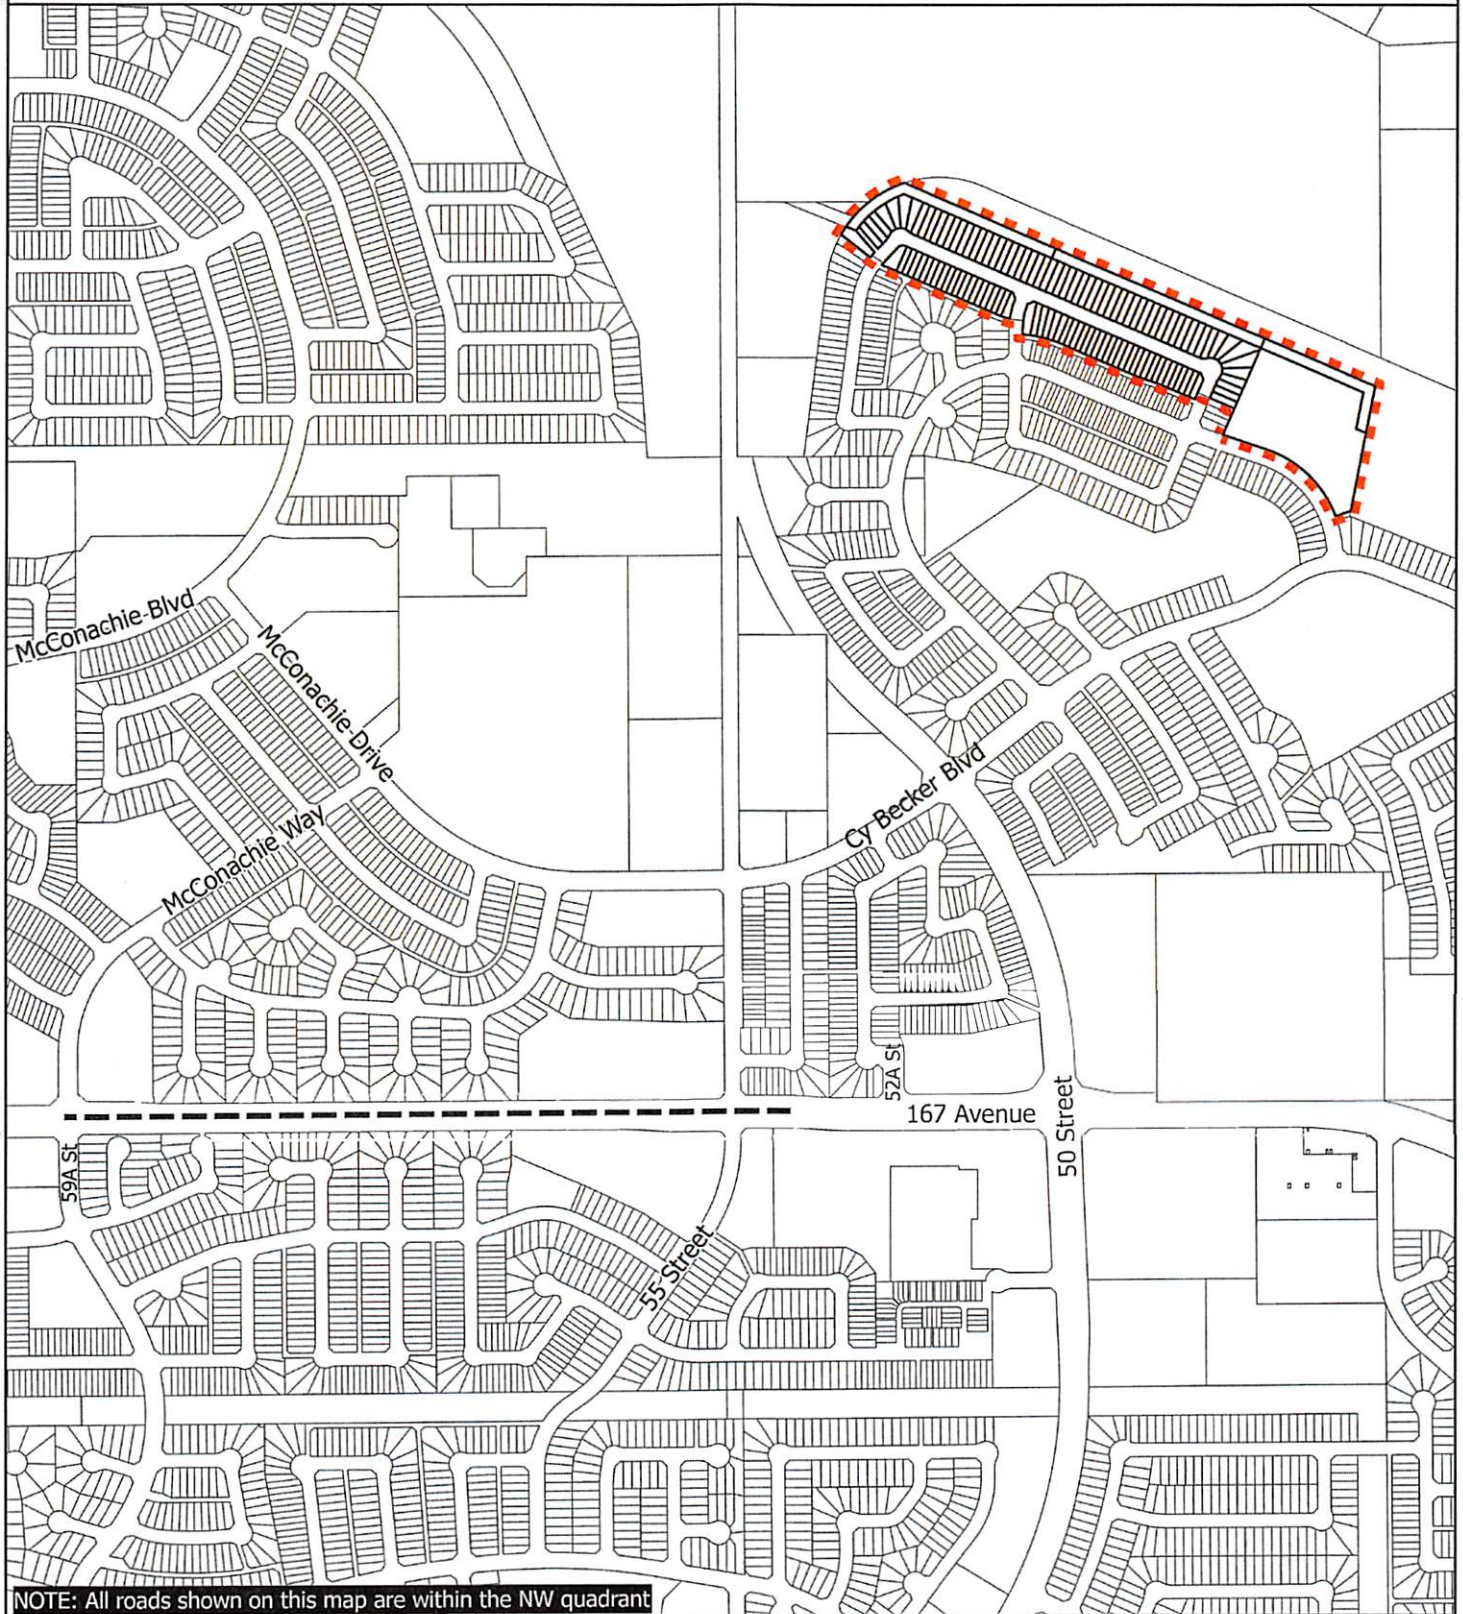 McConachie Blvd
McConachie Drive
McConachie Way
Cy Becker Blvd
52A St
167 Avenue
50 Street
59A St
55 Street
NOTE: All roads shown on this map are within the NW quadrant